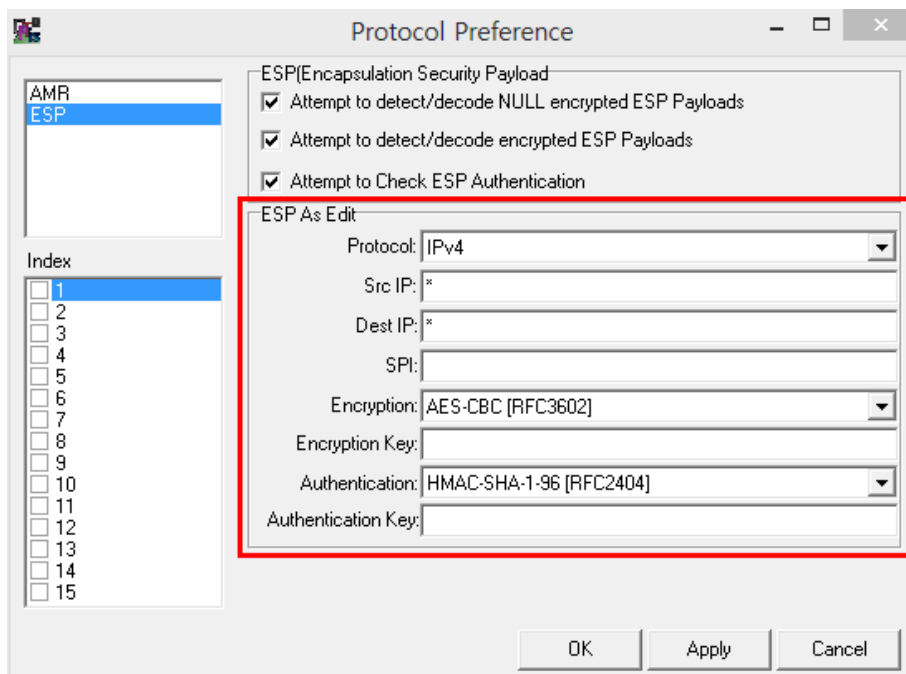 Protocol Preference
AMR
ESP
ESP(Encapsulation Security Payload
Attempt to detect/decode NULL encrypted ESP Payloads
Attempt to detect/decode encrypted ESP Payloads
Attempt to Check ESP Authentication
Index
1
2
3
4
5
6
7
8
9
10
11
12
13
14
15
ESP As Edit
Protocol: IPv4
Src IP: *
Dest IP: *
SPI:
Encryption: AES-CBC [RFC3602]
Encryption Key:
Authentication: HMAC-SHA-1-96 [RFC2404]
Authentication Key:
OK Apply Cancel